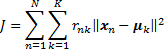 J = \sum_{n=1}^{N} \sum_{k=1}^{K} r_{nk} \|\boldsymbol{x}_n - \boldsymbol{\mu}_k\|^2